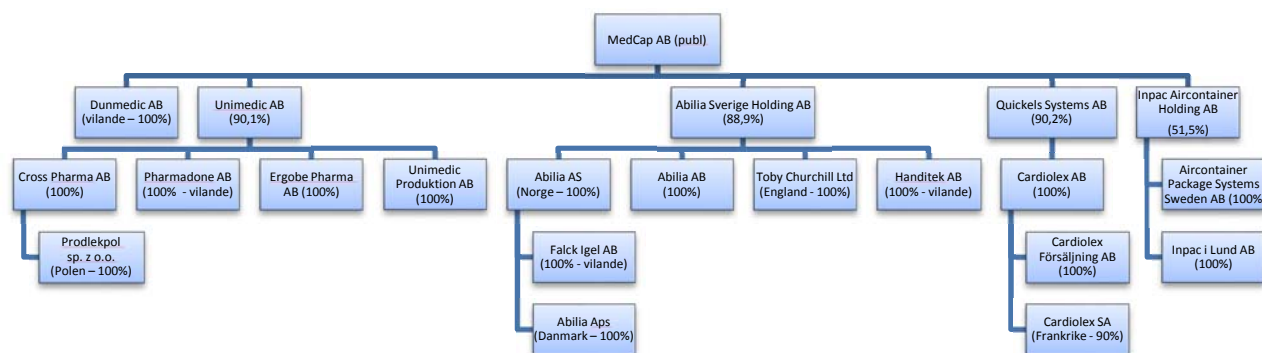 MedCap AB (publ)
Dunmedic AB
(vilande – 100%)
Unimedic AB
(90,1%)
Abilia Sverige Holding AB
(88,9%)
Quickels Systems AB
(90,2%)
Inpac Aircontainer
Holding AB
(51,5%)
Cross Pharma AB
(100%)
Pharmadone AB
(100% - vilande)
Ergobe Pharma
AB (100%)
Unimedic
Produktion AB
(100%)
Abilia AS
(Norge – 100%)
Abilia AB
(100%)
Toby Churchill Ltd
(England - 100%)
Handitek AB
(100% - vilande)
Cardiolex AB
(100%)
Aircontainer
Package Systems
Sweden AB (100%
Prodlekpol
sp. z o.o.
(Polen – 100%)
Falck Igel AB
(100% - vilande)
Cardiolex
Försäljning AB
(100%)
Inpac i Lund AB
(100%)
Abilia Aps
(Danmark – 100%)
Cardiolex SA
(Frankrike - 90%)